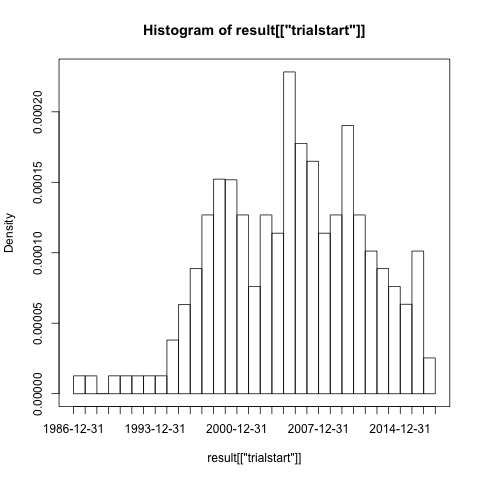 Histogram of result[["trialstart"]]
Density
0.00020
0.00015
0.00010
0.00005
0.00000
1986-12-31 1993-12-31 2000-12-31 2007-12-31 2014-12-31
result[["trialstart"]]